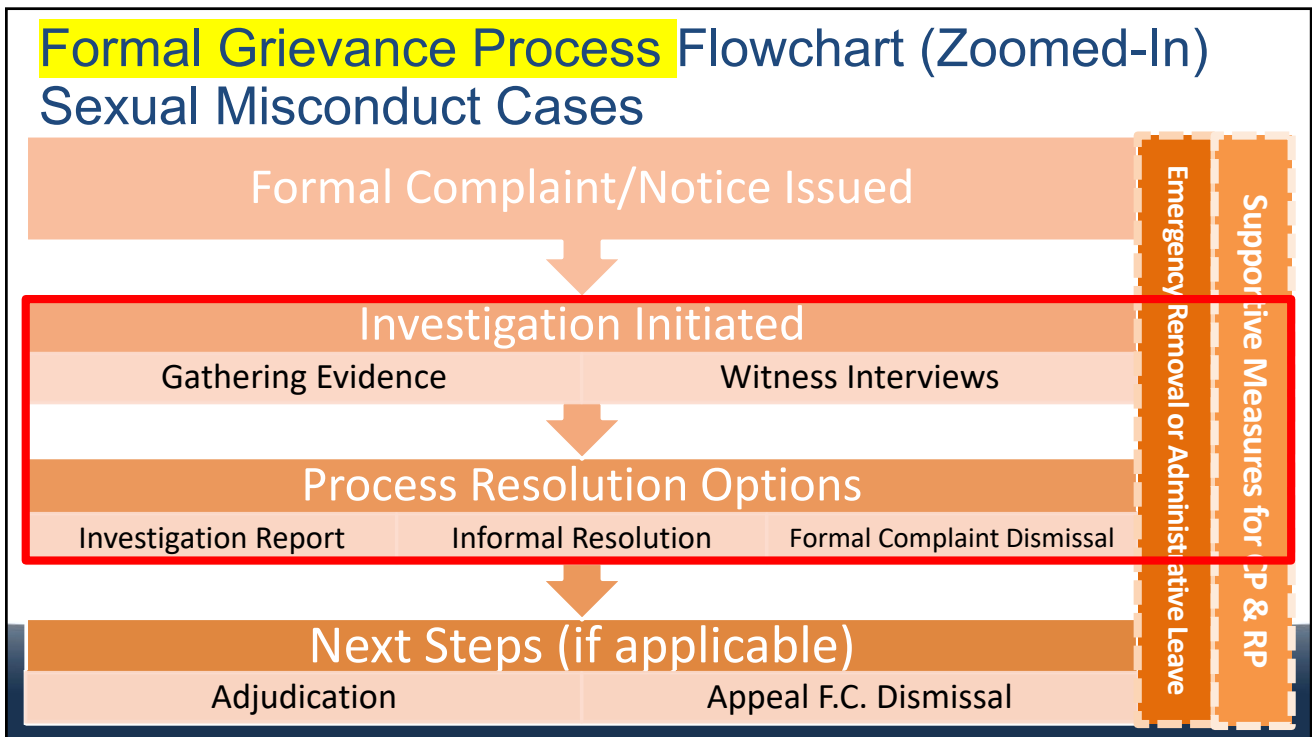 Formal Grievance Process Flowchart (Zoomed-In)
Sexual Misconduct Cases
Formal Complaint/Notice Issued
Investigation Initiated
Gathering Evidence
Witness Interviews
Process Resolution Options
Investigation Report
Informal Resolution
Formal Complaint Dismissal
Next Steps (if applicable)
Adjudication
Appeal F.C. Dismissal
Emergency Removal or Administrative Leave
Supportive Measures for CP & RP